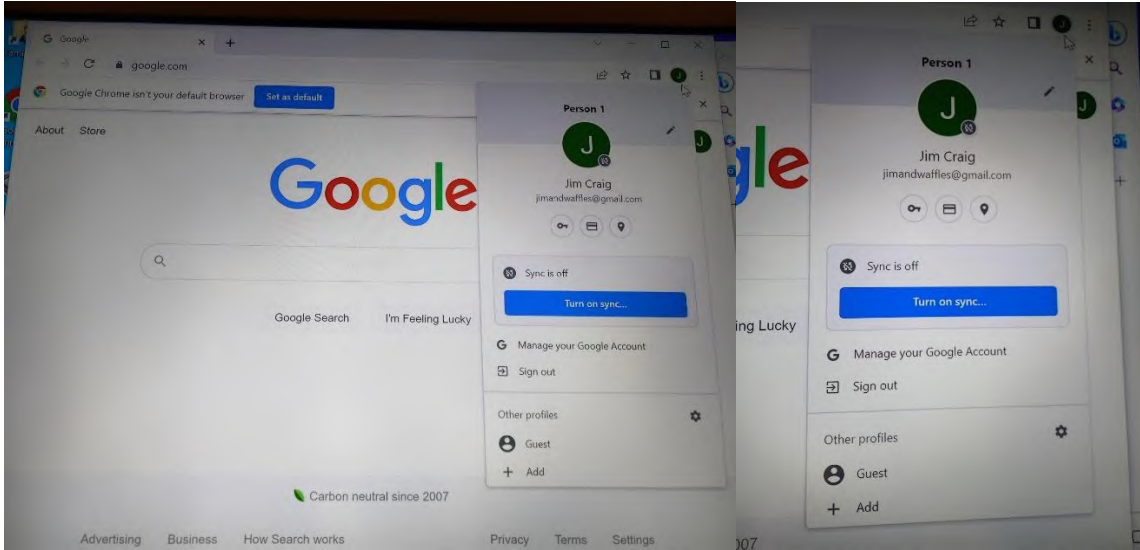 Google
google.com
Google Chrome isn't your default browser
Set as default
About Store
Google
Google Search I'm Feeling Lucky
Carbon neutral since 2007
Advertising Business How Search works
Privacy Terms Settings
Person 1
J
J
J
Jim Craig
jimandwaffles@gmail.com
Sync is off
Turn on sync...
Manage your Google Account
Sign out
Other profiles
Guest
Add
gle
ing Lucky
007
Person 1
J
J
J
Jim Craig
jimandwaffles@gmail.com
Sync is off
Turn on sync...
G Manage your Google Account
Sign out
Other profiles
Guest
Add